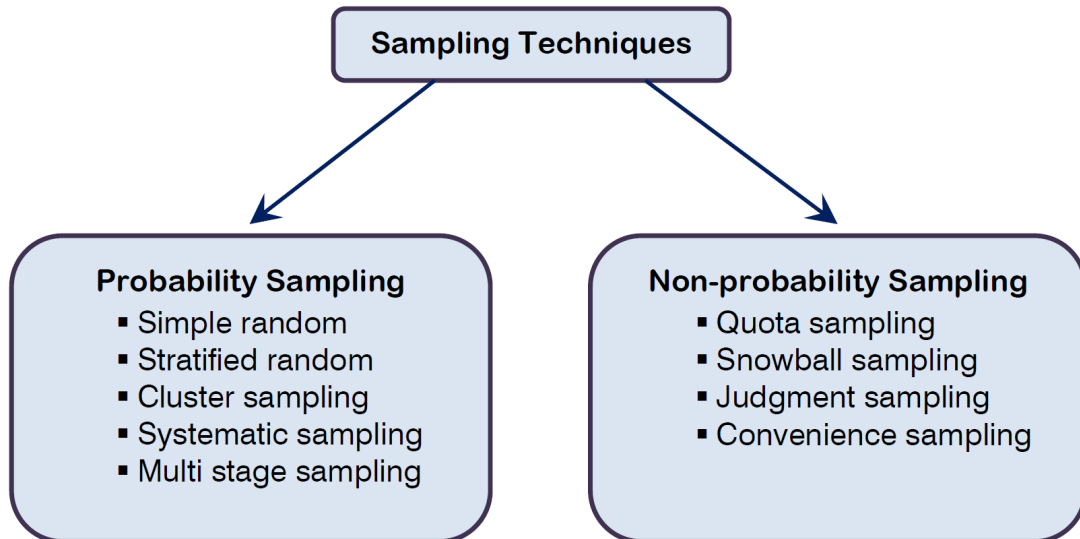 Sampling Techniques
Probability Sampling
▪ Simple random
▪ Stratified random
▪ Cluster sampling
▪ Systematic sampling
▪ Multi stage sampling
Non-probability Sampling
▪ Quota sampling
▪ Snowball sampling
▪ Judgment sampling
▪ Convenience sampling